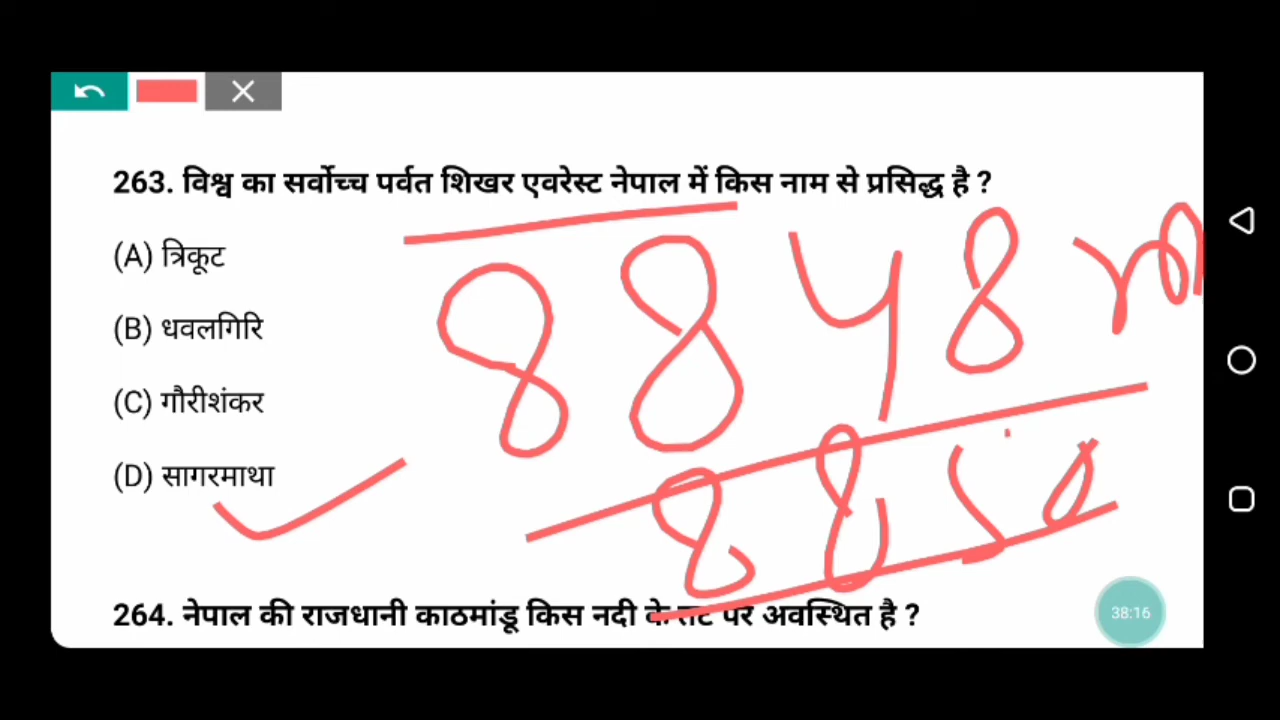 263. विश्व का सर्वोच्च पर्वत शिखर एवरेस्ट नेपाल में किस नाम से प्रसिद्ध है ?
(A) त्रिकूट
(B) धवलगिरि
(C) गौरीशंकर
(D) सागरमाथा
8848 m
8850
264. नेपाल की राजधानी काठमांडू किस नदी के तट पर अवस्थित है ?
38:16